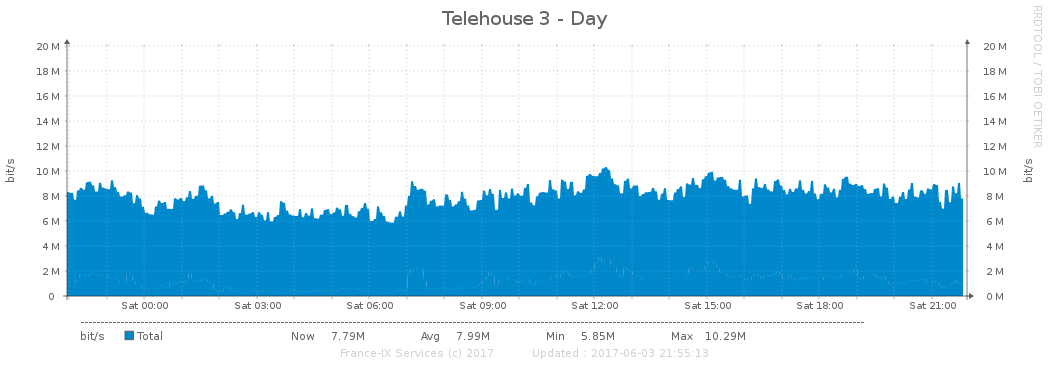 Telehouse 3 - Day
RRDTOOL / TOBI OETIKER
bit/s
20 M
18 M
16 M
14 M
12 M
10 M
8 M
6 M
4 M
2 M
0
20 M
18 M
16 M
14 M
12 M
10 M
8 M
6 M
4 M
2 M
0 M
bit/s
Sat 00:00 Sat 03:00 Sat 06:00 Sat 09:00 Sat 12:00 Sat 15:00 Sat 18:00 Sat 21:00
bit/s Total Now 7.79M Avg 7.99M Min 5.85M Max 10.29M
France-IX Services (c) 2017 Updated : 2017-06-03 21:55:13